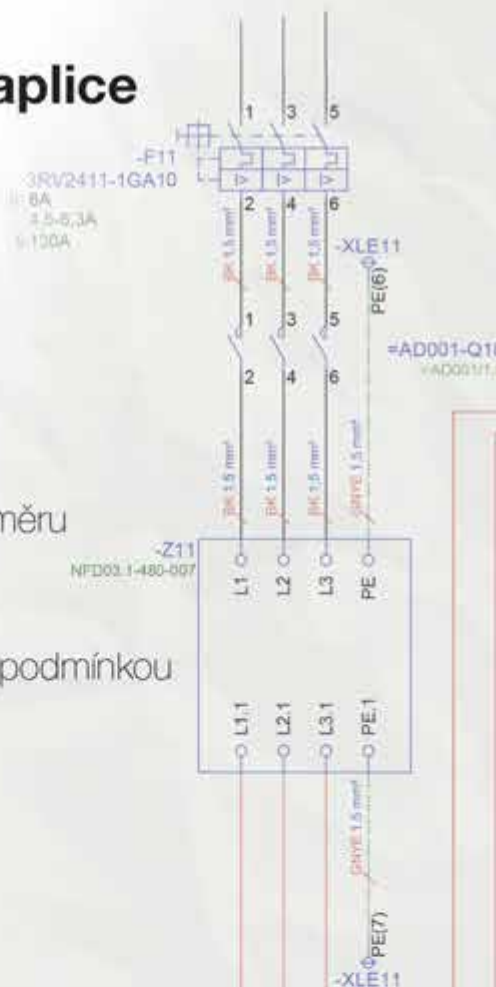 aplice
1 3 5
-F11
3RV2411-1GA10
6A
4,5-6,3A
130A
2 4 6
BK 1,5 mm² BK 1,5 mm² BK 1,5 mm²
-XLE11
PE(6)
1 3 5
=AD001-Q1
=AD001/1.
2 4 6
BK 1,5 mm² BK 1,5 mm² BK 1,5 mm² GNYE 1,5 mm²
měru
-Z11
NFD03.1-480-007
L1 L2 L3 PE
podmínkou
L1.1 L2.1 L3.1 PE.1
GNYE 1,5 mm²
PE(7)
-XLE11